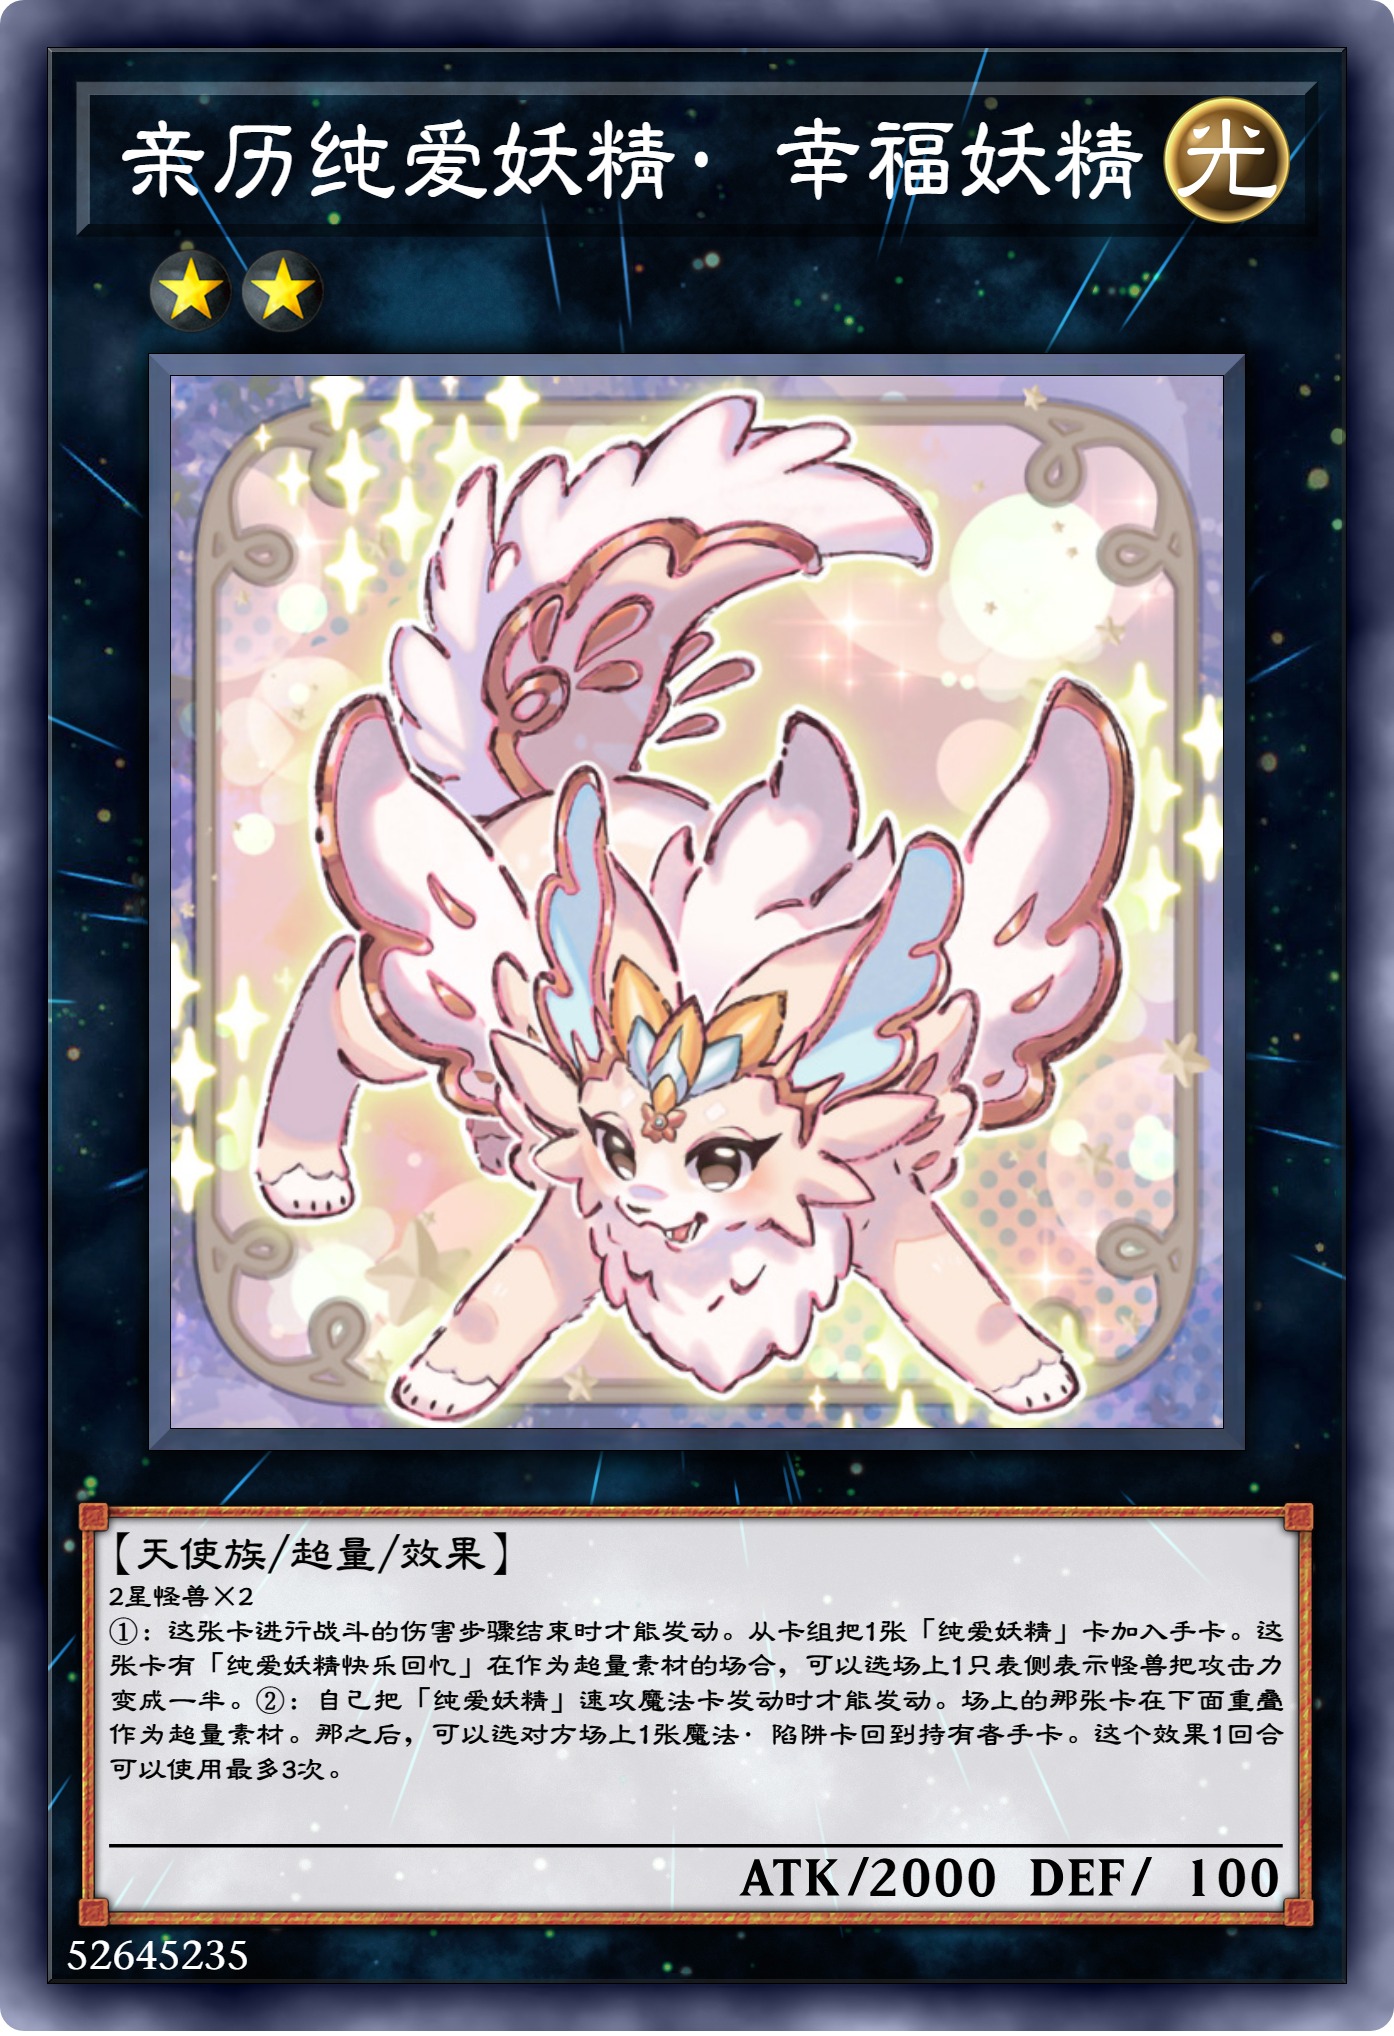 亲历纯爱妖精·幸福妖精
光
【天使族/超量/效果】
2星怪兽×2
①：这张卡进行战斗的伤害步骤结束时才能发动。从卡组把1张「纯爱妖精」卡加入手卡。这
张卡有「纯爱妖精快乐回忆」在作为超量素材的场合，可以选场上1只表侧表示怪兽把攻击力
变成一半。②：自己把「纯爱妖精」速攻魔法卡发动时才能发动。场上的那张卡在下面重叠
作为超量素材。那之后，可以选对方场上1张魔法·陷阱卡回到持有者手卡。这个效果1回合
可以使用最多3次。
ATK/2000 DEF/ 100
52645235